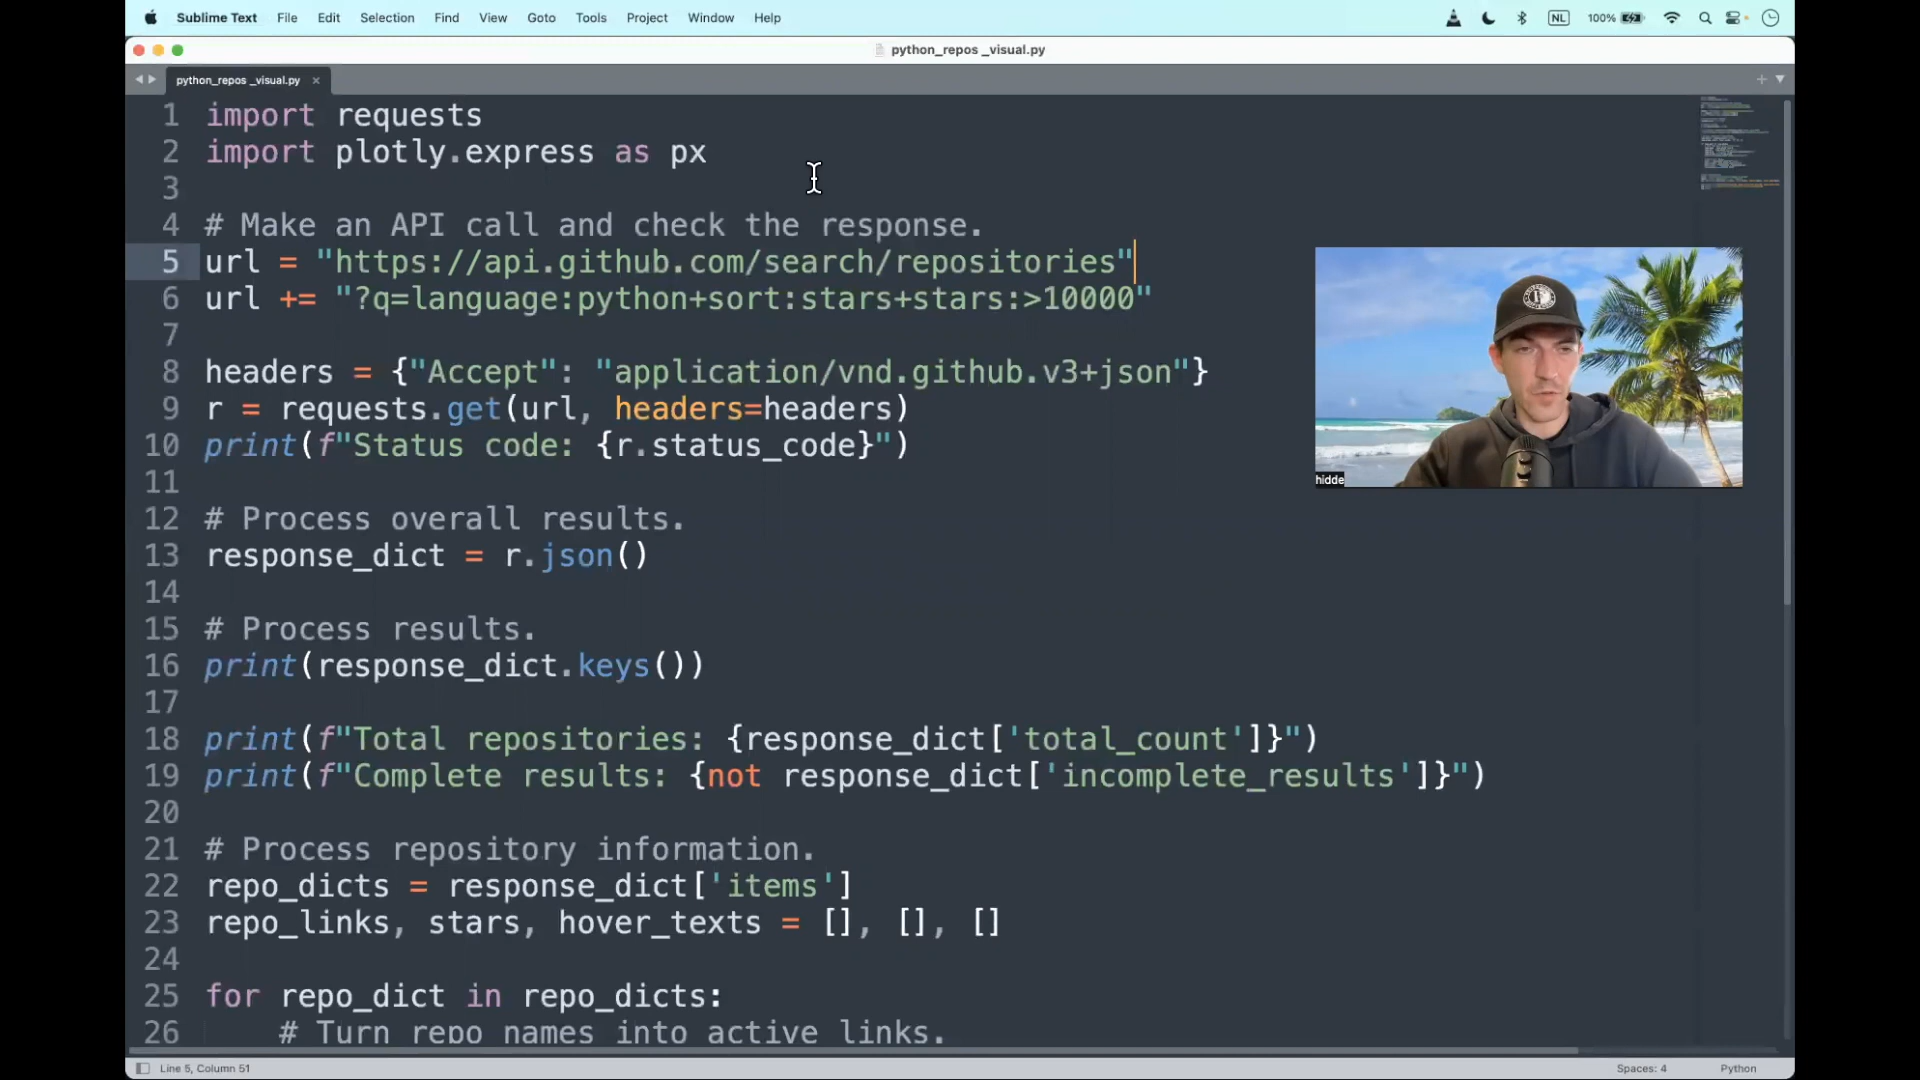 Sublime Text File Edit Selection Find View Goto Tools Project Window Help NL 100%
python_repos _visual.py
python_repos _visual.py ×
1 import requests
2 import plotly.express as px
3
4 # Make an API call and check the response.
5 url = "https://api.github.com/search/repositories"
6 url += "?q=language:python+sort:stars+stars:>10000"
7
8 headers = {"Accept": "application/vnd.github.v3+json"}
9 r = requests.get(url, headers=headers)
10 print(f"Status code: {r.status_code}")
11
12 # Process overall results.
13 response_dict = r.json()
14
15 # Process results.
16 print(response_dict.keys())
17
18 print(f"Total repositories: {response_dict['total_count']}")
19 print(f"Complete results: {not response_dict['incomplete_results']}")
20
21 # Process repository information.
22 repo_dicts = response_dict['items']
23 repo_links, stars, hover_texts = [], [], []
24
25 for repo_dict in repo_dicts:
26 # Turn repo names into active links.
hidde
Line 5, Column 51 Spaces: 4 Python